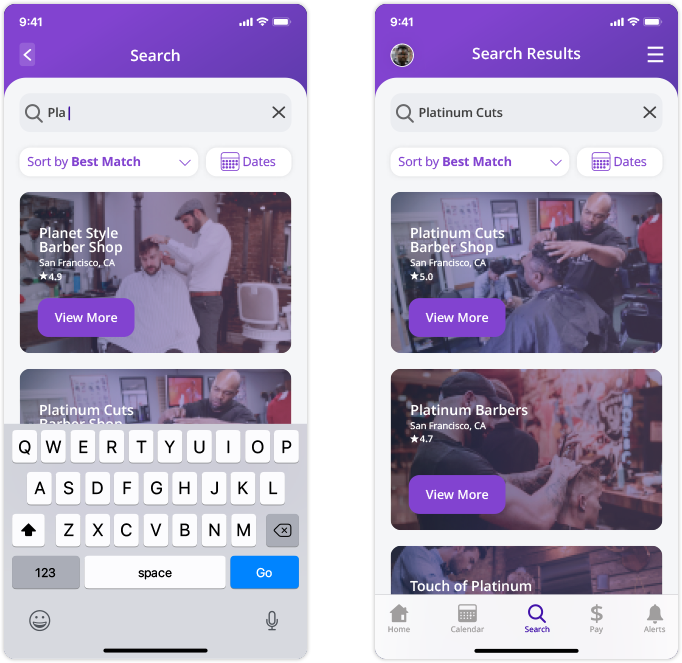 9:41
Search
Pla
Sort by Best Match
Dates
Planet Style
Barber Shop
San Francisco, CA
★4.9
View More
Platinum Cuts
Barber Shop
Q W E R T Y U I O P
A S D F G H J K L
Z X C V B N M
123 space Go
9:41
Search Results
Platinum Cuts
Sort by Best Match
Dates
Platinum Cuts
Barber Shop
San Francisco, CA
★5.0
View More
Platinum Barbers
San Francisco, CA
★4.7
View More
Touch of Platinum
Home Calendar Search Pay Alerts